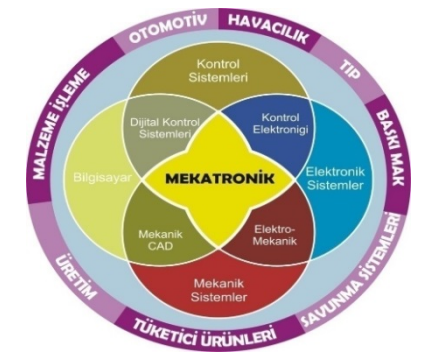 OTOMOTİV
HAVACILIK
TIP
BASKI MAK
SAVUNMA SİSTEMLERİ
TÜKETİCİ ÜRÜNLERİ
ÜRETİM
MALZEME İŞLEME
Kontrol
Sistemleri
Dijital Kontrol
Sistemleri
Kontrol
Elektronigi
Bilgisayar
MEKATRONİK
Elektronik
Sistemler
Mekanik
CAD
Elektro-
Mekanik
Mekanik
Sistemler